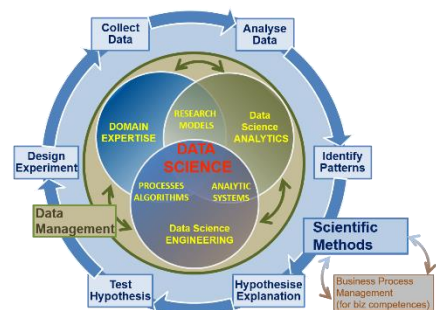 Collect
Data
Analyse
Data
RESEARCH
MODELS
DOMAIN
EXPERTISE
Data
Science
ANALYTICS
DATA
SCIENCE
Design
Experiment
Identify
Patterns
PROCESSES
ALGORITHMS
ANALYTIC
SYSTEMS
Data
Management
Data Science
ENGINEERING
Scientific
Methods
Test
Hypothesis
Hypothesise
Explanation
Business Process
Management
(for biz competences)